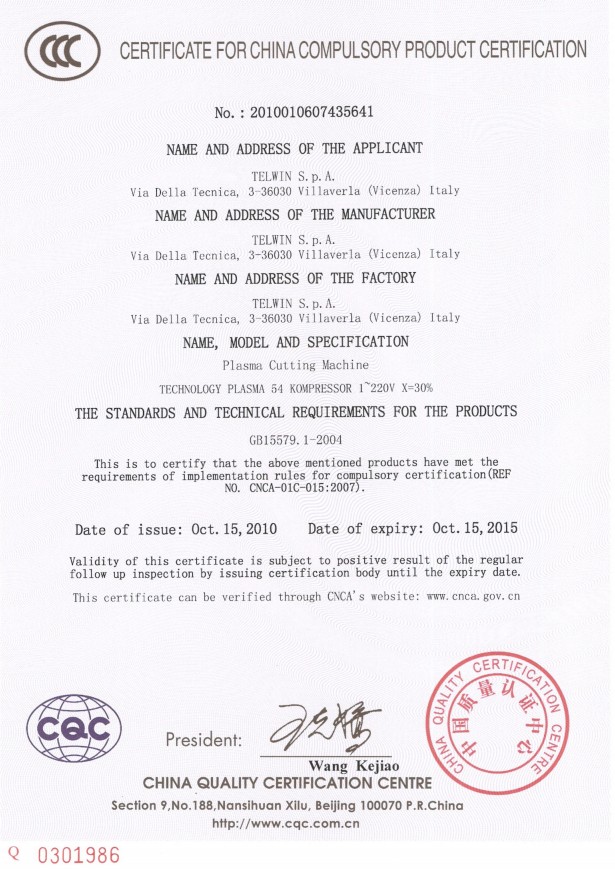 CCC
CERTIFICATE FOR CHINA COMPULSORY PRODUCT CERTIFICATION
No.: 2010010607435641
NAME AND ADDRESS OF THE APPLICANT
TELWIN S.p.A.
Via Della Tecnica, 3-36030 Villaverla (Vicenza) Italy
NAME AND ADDRESS OF THE MANUFACTURER
TELWIN S.p.A.
Via Della Tecnica, 3-36030 Villaverla (Vicenza) Italy
NAME AND ADDRESS OF THE FACTORY
TELWIN S.p.A.
Via Della Tecnica, 3-36030 Villaverla (Vicenza) Italy
NAME, MODEL AND SPECIFICATION
Plasma Cutting Machine
TECHNOLOGY PLASMA 54 KOMPRESSOR 1~220V X=30%
THE STANDARDS AND TECHNICAL REQUIREMENTS FOR THE PRODUCTS
GB15579.1-2004
This is to certify that the above mentioned products have met the
requirements of implementation rules for compulsory certification(REF
NO. CNCA-01C-015:2007).
Date of issue: Oct.15,2010 Date of expiry: Oct.15,2015
Validity of this certificate is subject to positive result of the regular
follow up inspection by issuing certification body until the expiry date.
This certificate can be verified through CNCA's website: www.cnca.gov.cn
CHINA QUALITY CERTIFICATION CENTRE
中国质量认证中心
CQC
President:
Wang Kejiao
CHINA QUALITY CERTIFICATION CENTRE
Section 9,No.188,Nansihuan Xilu, Beijing 100070 P.R.China
http://www.cqc.com.cn
Q 0301986